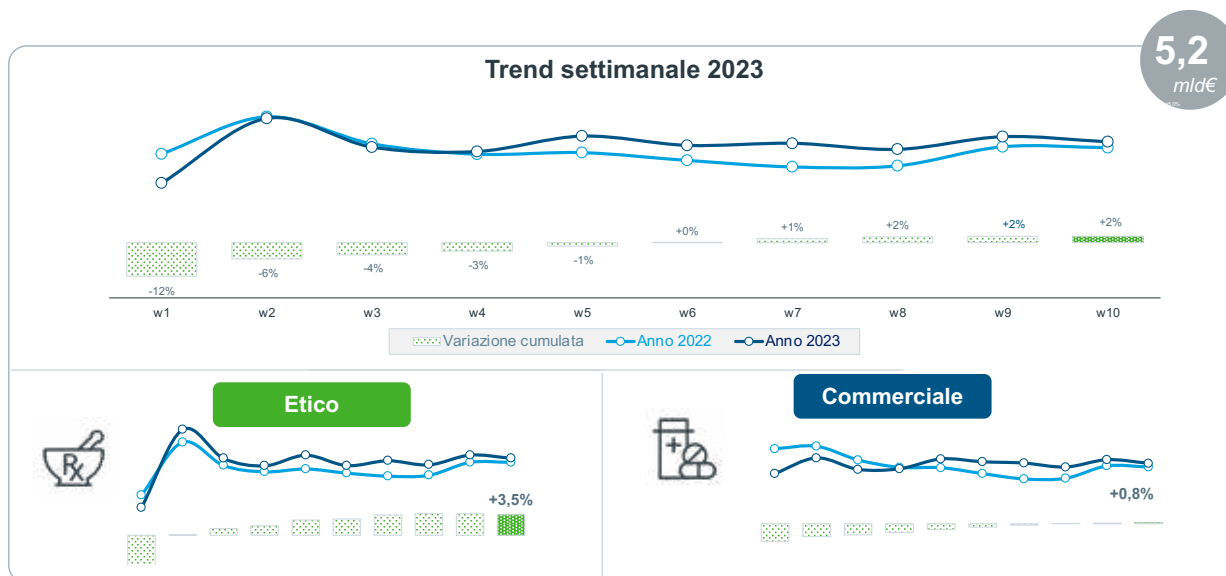 5,2
mld€
Trend settimanale 2023
+0%
+1%
+2%
+2%
+2%
-12%
-6%
-4%
-3%
-1%
w1 w2 w3 w4 w5 w6 w7 w8 w9 w10
Variazione cumulata Anno 2022 Anno 2023
Etico
Rx
+3,5%
Commerciale
+0,8%